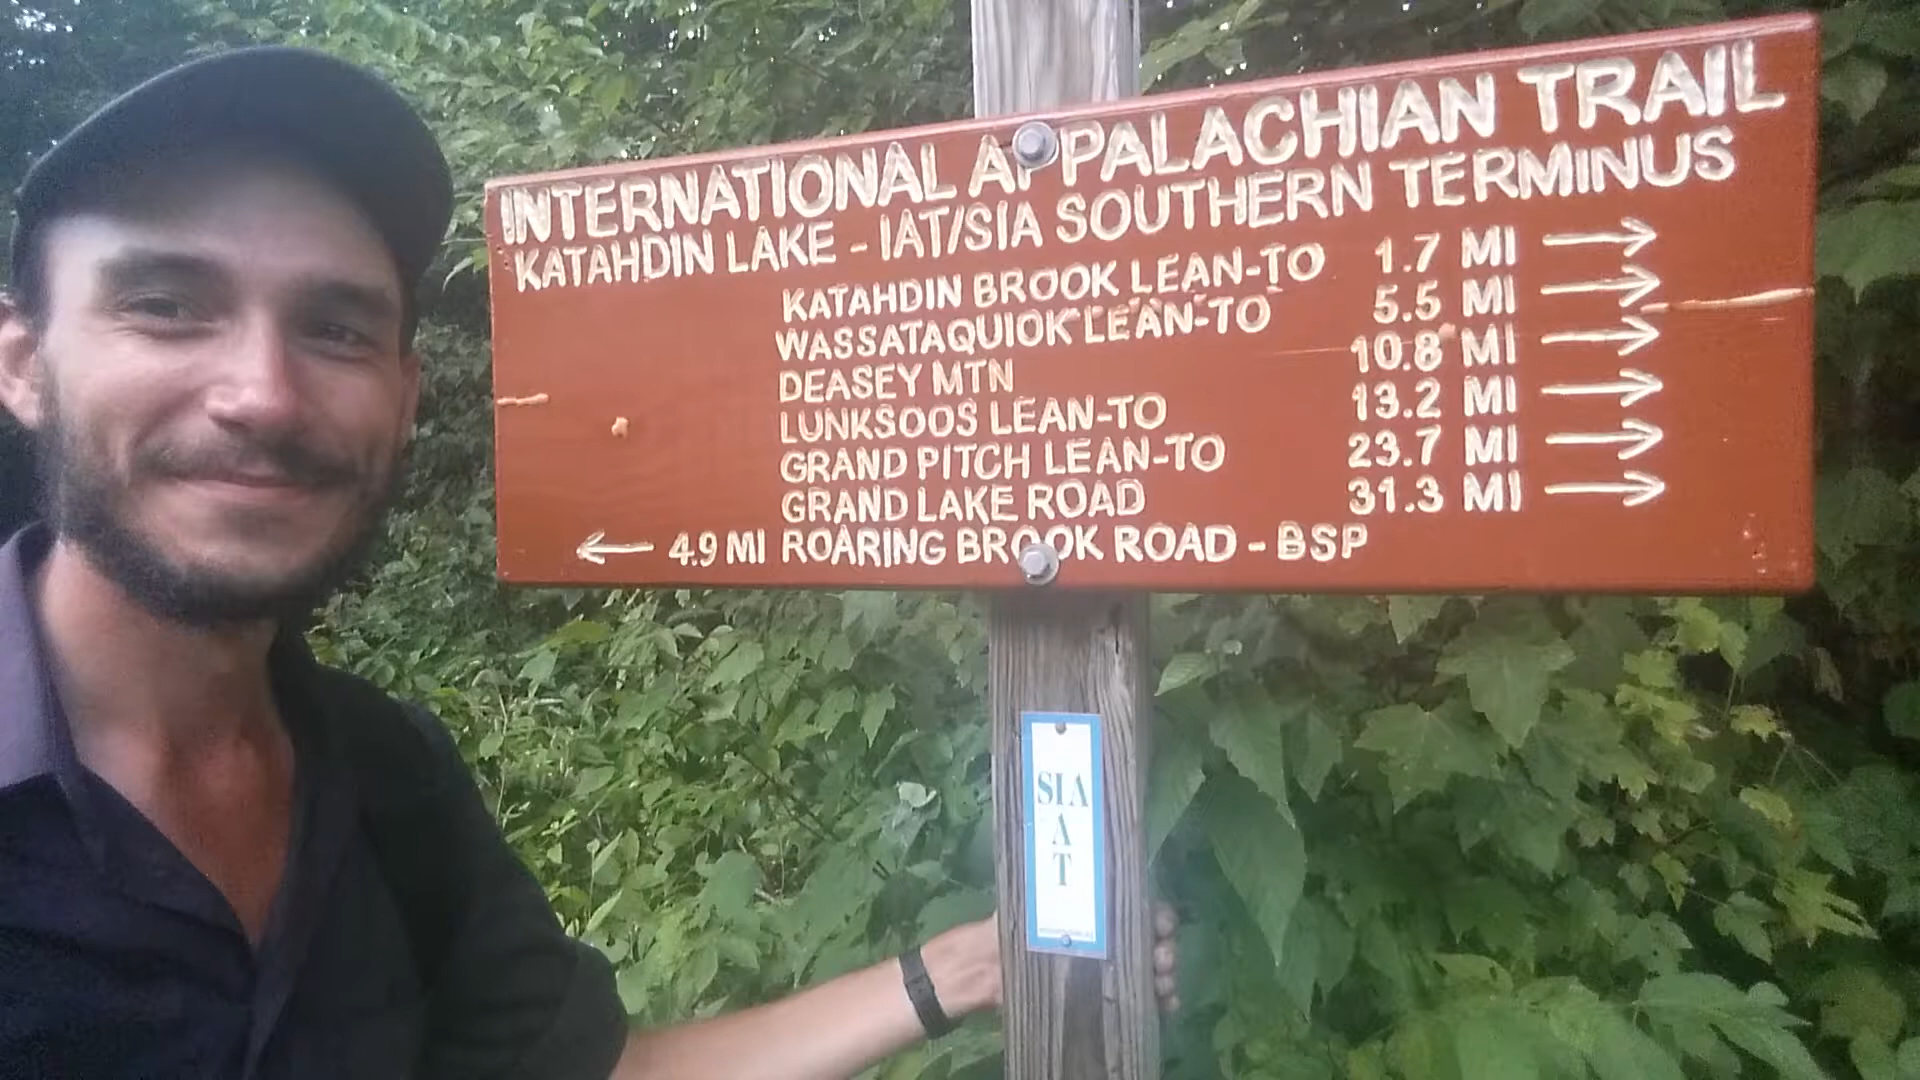 INTERNATIONAL APPALACHIAN TRAIL
KATAHDIN LAKE - IAT/SIA SOUTHERN TERMINUS
KATAHDIN BROOK LEAN-TO 1.7 MI →
WASSATAQUIOK LEAN-TO 5.5 MI →
DEASEY MTN 10.8 MI →
LUNKSOOS LEAN-TO 13.2 MI →
GRAND PITCH LEAN-TO 23.7 MI →
GRAND LAKE ROAD 31.3 MI →
← 4.9 MI ROARING BROOK ROAD - BSP
SIA
A
T